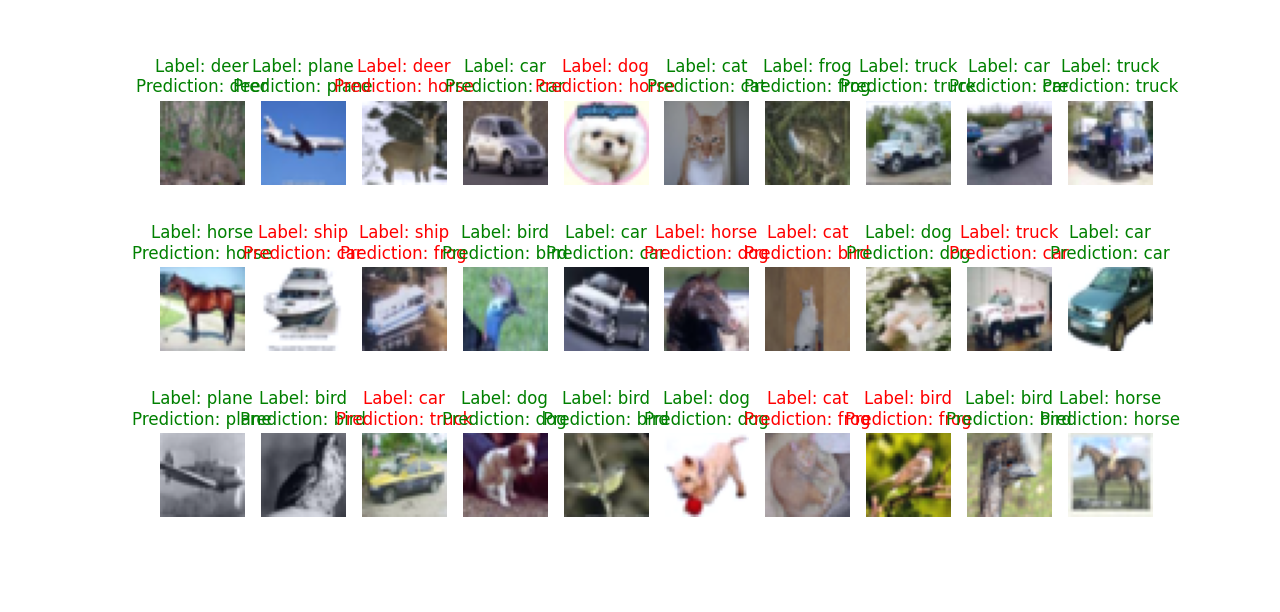 Label: deer Label: plane Label: deer Label: car Label: dog Label: cat Label: frog Label: truck Label: car Label: truck
Prediction: deer Prediction: plane Prediction: horse Prediction: car Prediction: horse Prediction: cat Prediction: frog Prediction: truck Prediction: car Prediction: truck
Label: horse Label: ship Label: ship Label: bird Label: car Label: horse Label: cat Label: dog Label: truck Label: car
Prediction: horse Prediction: car Prediction: frog Prediction: bird Prediction: car Prediction: dog Prediction: bird Prediction: dog Prediction: car Prediction: car
Label: plane Label: bird Label: car Label: dog Label: bird Label: dog Label: cat Label: bird Label: bird Label: horse
Prediction: plane Prediction: bird Prediction: truck Prediction: dog Prediction: bird Prediction: dog Prediction: frog Prediction: frog Prediction: bird Prediction: horse